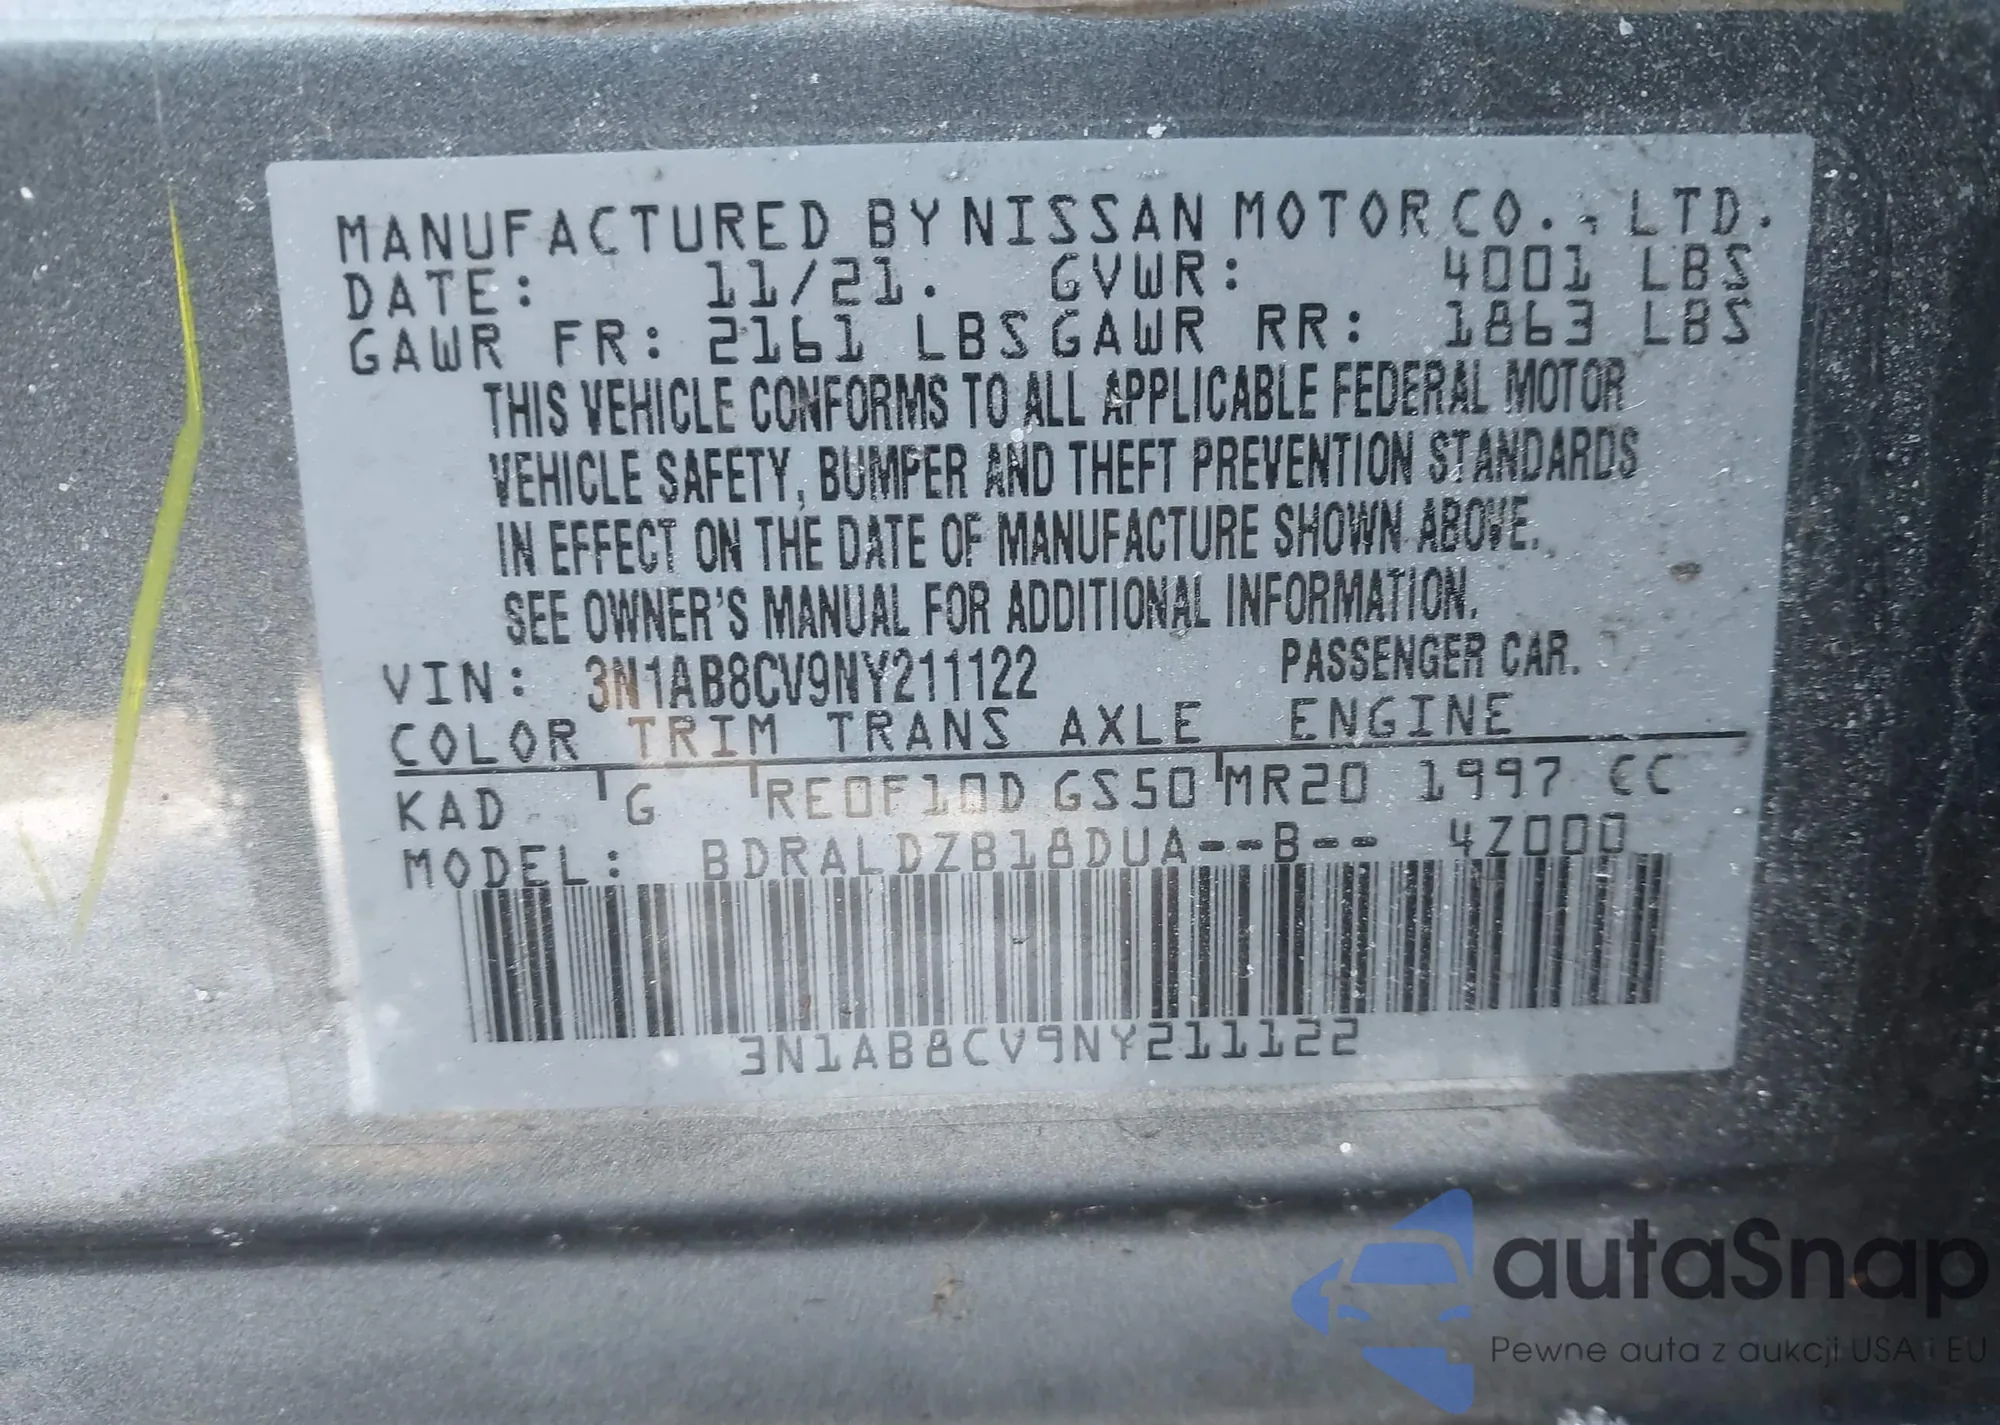 MANUFACTURED BY NISSAN MOTOR CO., LTD.
DATE: 11/21. GVWR: 4001 LBS
GAWR FR: 2161 LBS GAWR RR: 1863 LBS
THIS VEHICLE CONFORMS TO ALL APPLICABLE FEDERAL MOTOR
VEHICLE SAFETY, BUMPER AND THEFT PREVENTION STANDARDS
IN EFFECT ON THE DATE OF MANUFACTURE SHOWN ABOVE.
SEE OWNER'S MANUAL FOR ADDITIONAL INFORMATION.
VIN: 3N1AB8CV9NY211122 PASSENGER CAR.
COLOR TRIM TRANS AXLE ENGINE
KAD G RE0F10D GS50 MR20 1997 CC
MODEL: BDRALDZB18DUA--B-- 4Z000
3N1AB8CV9NY211122
autaSnap
Pewne auta z aukcji USA i EU